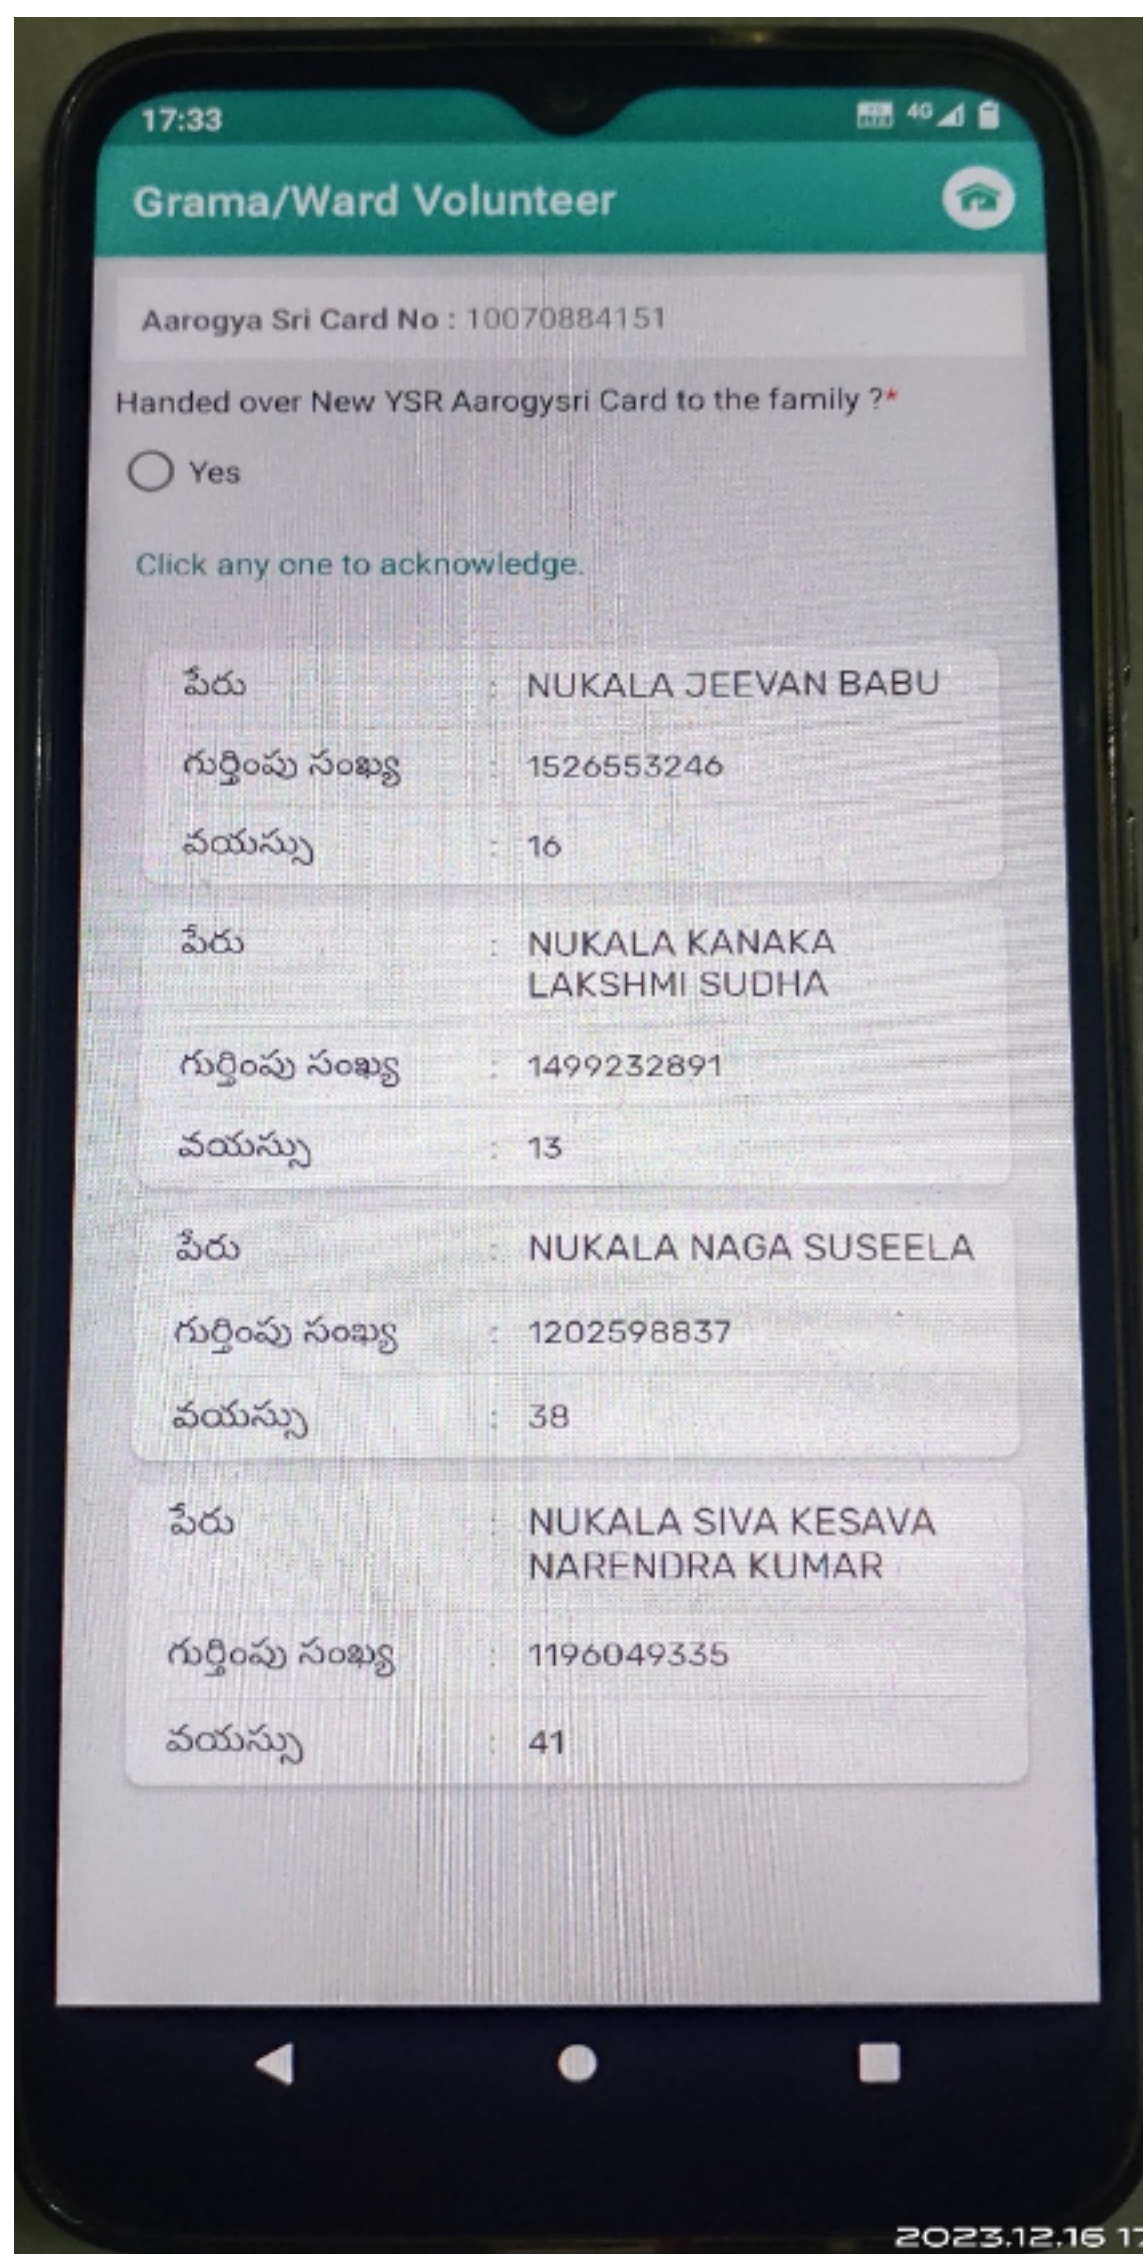 17:33
4G
Grama/Ward Volunteer
Aarogya Sri Card No : 10070884151
Handed over New YSR Aarogysri Card to the family ?*
Yes
Click any one to acknowledge.
పేరు : NUKALA JEEVAN BABU
గుర్తింపు సంఖ్య : 1526553246
వయస్సు : 16
పేరు : NUKALA KANAKA
LAKSHMI SUDHA
గుర్తింపు సంఖ్య : 1499232891
వయస్సు : 13
పేరు : NUKALA NAGA SUSEELA
గుర్తింపు సంఖ్య : 1202598837
వయస్సు : 38
పేరు : NUKALA SIVA KESAVA
NARENDRA KUMAR
గుర్తింపు సంఖ్య : 1196049335
వయస్సు : 41
2023.12.16 17